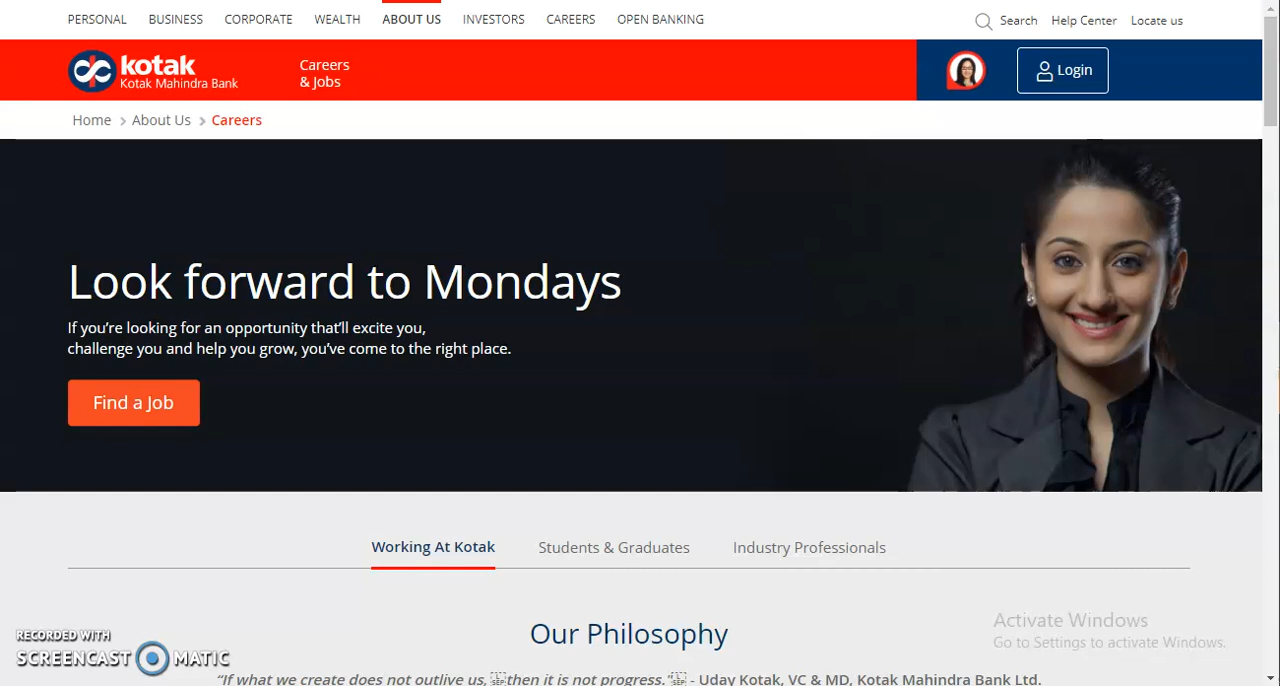 PERSONAL BUSINESS CORPORATE WEALTH ABOUT US INVESTORS CAREERS OPEN BANKING Search Help Center Locate us
kotak
Kotak Mahindra Bank
Careers
& Jobs
Login
Home > About Us > Careers
Look forward to Mondays
If you're looking for an opportunity that'll excite you,
challenge you and help you grow, you've come to the right place.
Find a Job
Working At Kotak Students & Graduates Industry Professionals
Our Philosophy
Activate Windows
Go to Settings to activate Windows.
RECORDED WITH
SCREENCAST MATIC
“If what we create does not outlive us, then it is not progress.” - Uday Kotak, VC & MD, Kotak Mahindra Bank Ltd.